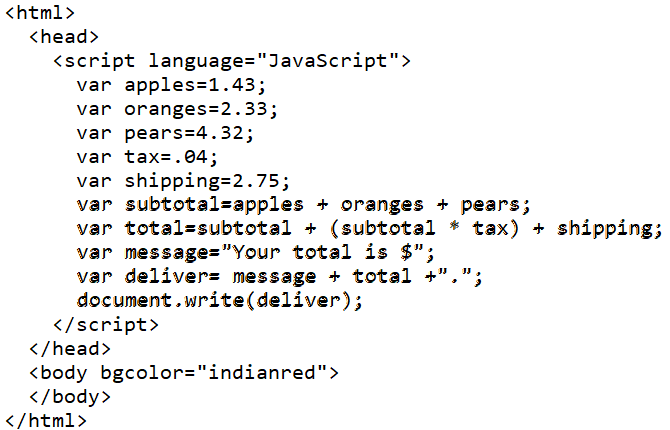 <html>
<head>
<script language="JavaScript">
var apples=1.43;
var oranges=2.33;
var pears=4.32;
var tax=.04;
var shipping=2.75;
var subtotal=apples + oranges + pears;
var total=subtotal + (subtotal * tax) + shipping;
var message="Your total is $";
var deliver= message + total +".";
document.write(deliver);
</script>
</head>
<body bgcolor="indianred">
</body>
</html>